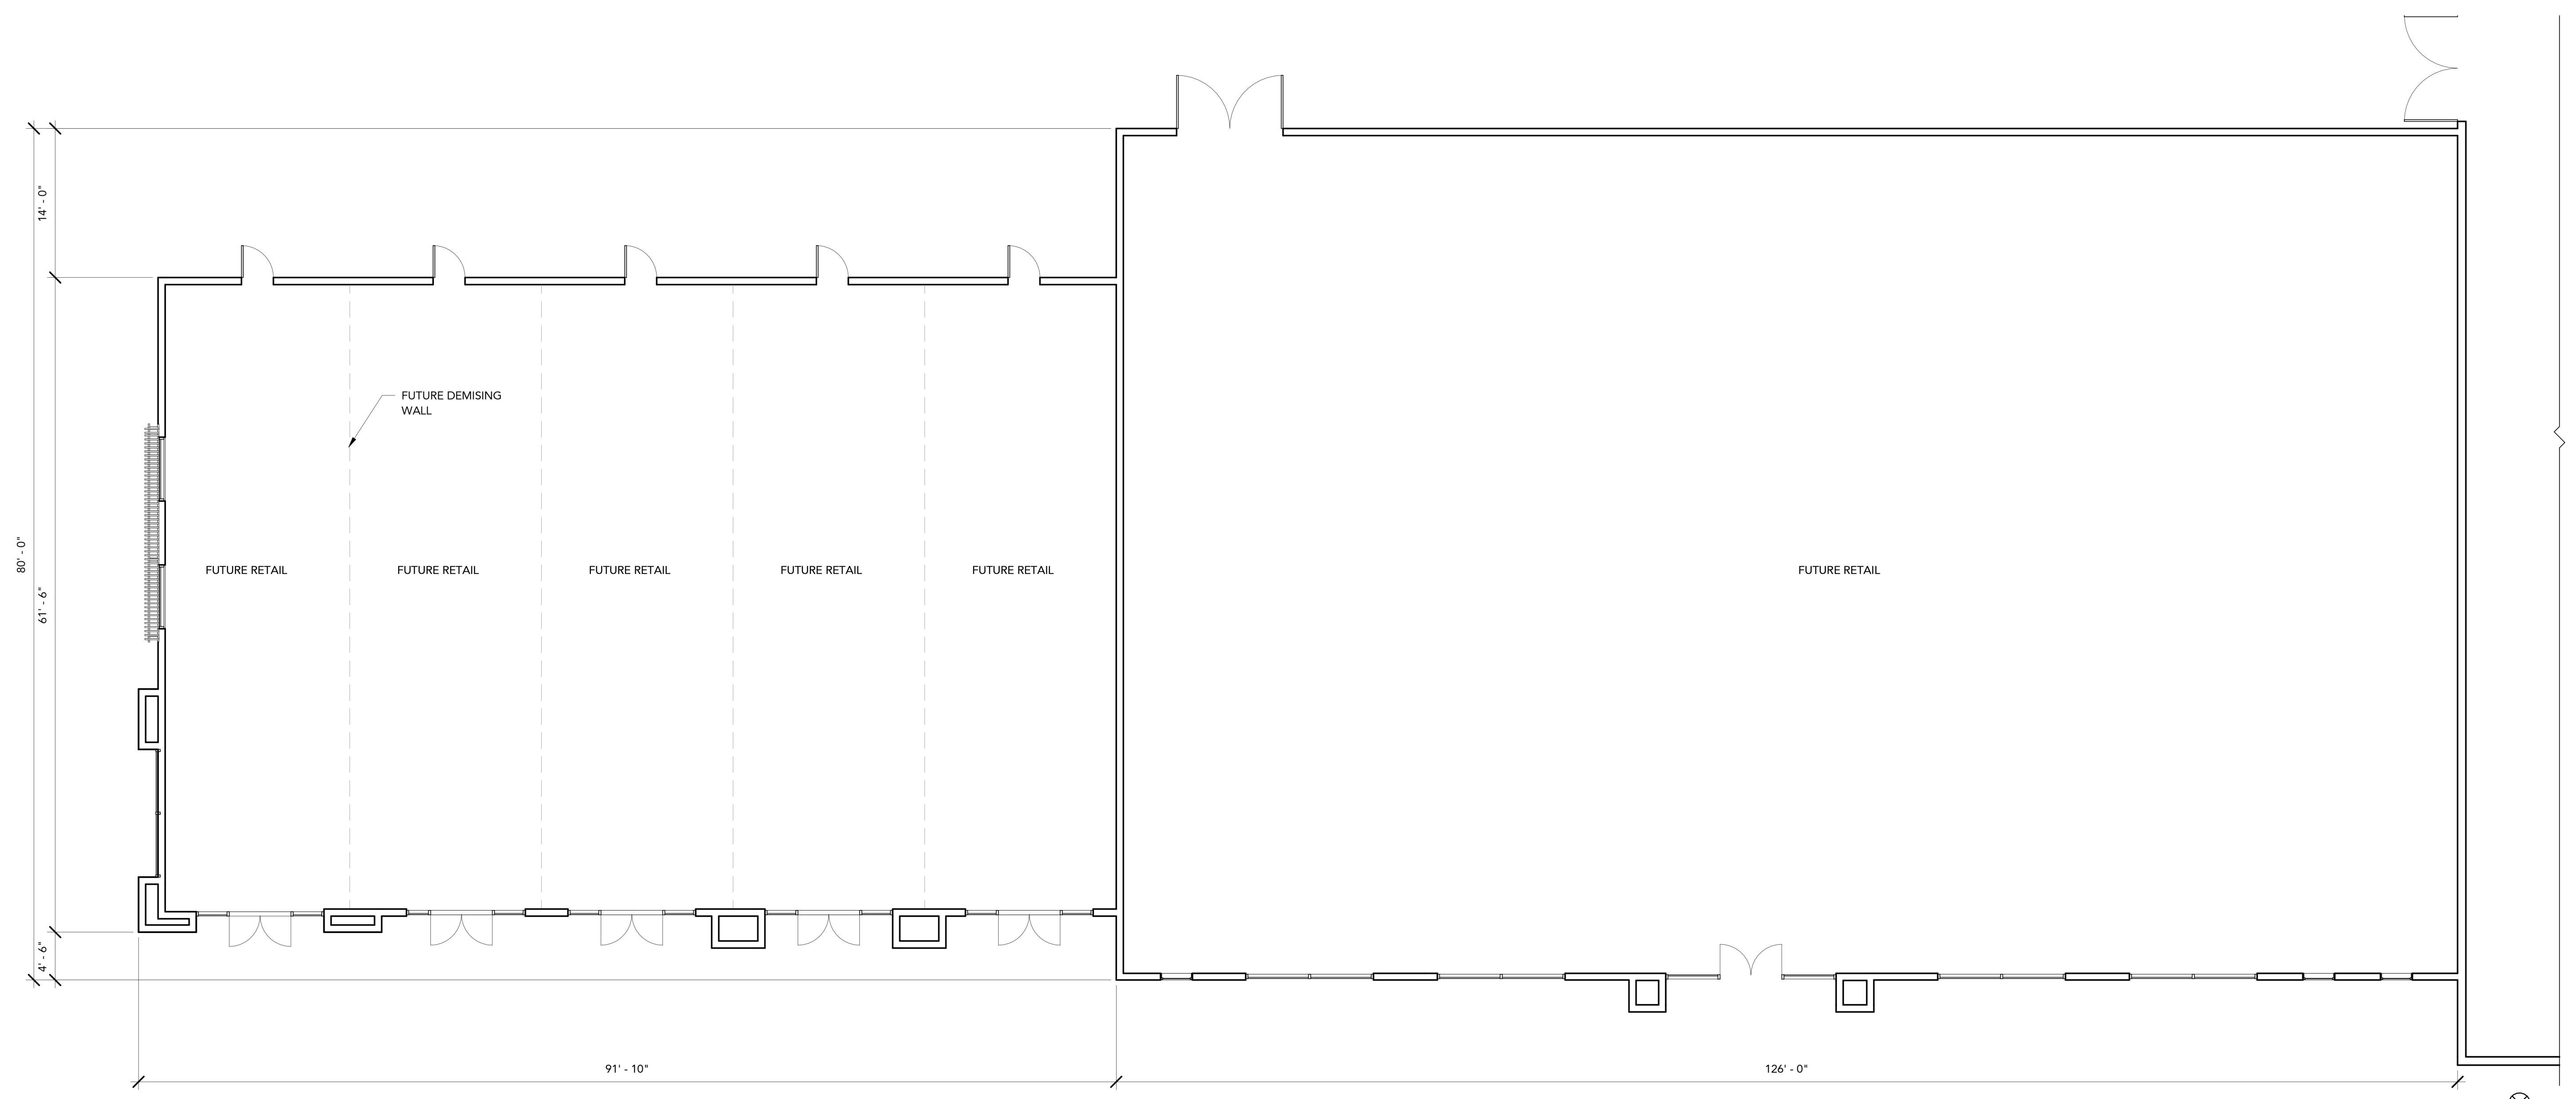 14' - 0"
FUTURE DEMISING
WALL
80' - 0"
61' - 6"
FUTURE RETAIL
FUTURE RETAIL
FUTURE RETAIL
FUTURE RETAIL
FUTURE RETAIL
FUTURE RETAIL
4' - 6"
91' - 10"
126' - 0"